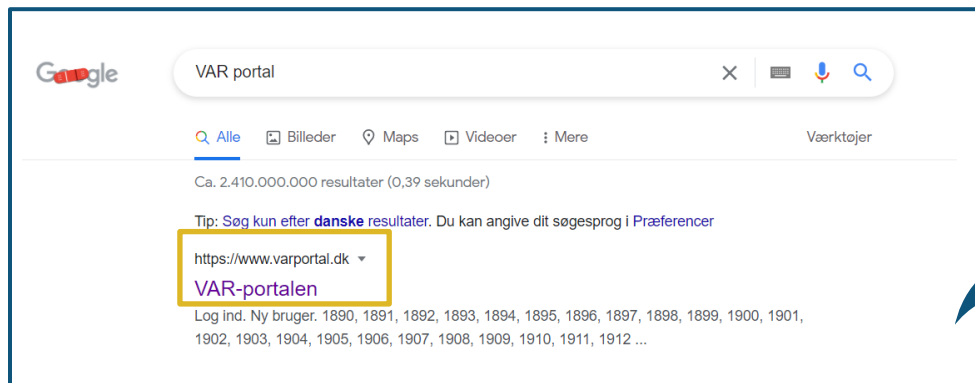 Google
VAR portal
Alle Billeder Maps Videoer Mere Værktøjer
Ca. 2.410.000.000 resultater (0,39 sekunder)
Tip: Søg kun efter danske resultater. Du kan angive dit søgesprog i Præferencer
https://www.varportal.dk
VAR-portalen
Log ind. Ny bruger. 1890, 1891, 1892, 1893, 1894, 1895, 1896, 1897, 1898, 1899, 1900, 1901,
1902, 1903, 1904, 1905, 1906, 1907, 1908, 1909, 1910, 1911, 1912 ...